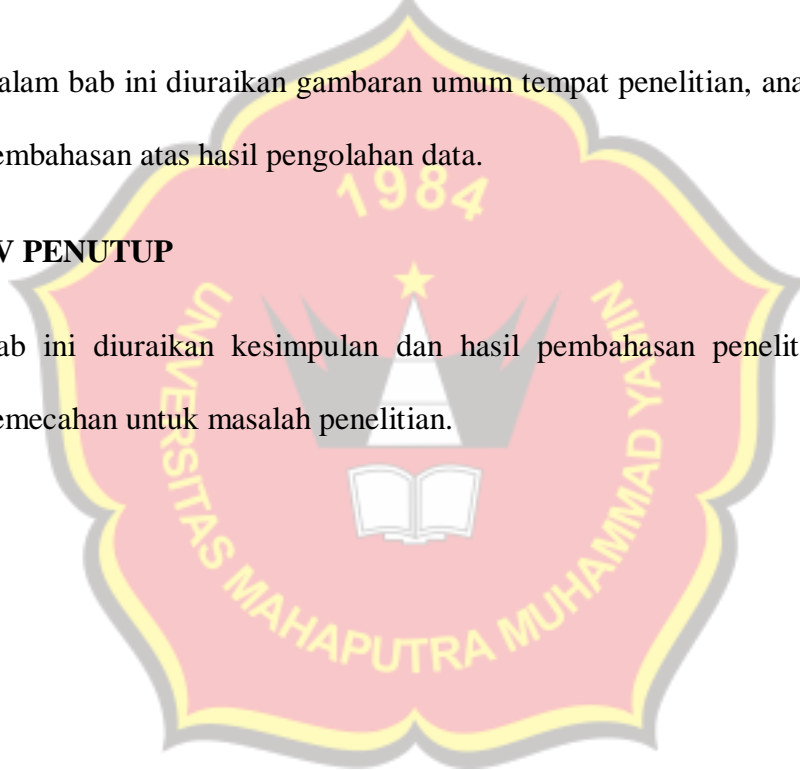 alam bab ini diuraikan gambaran umum tempat penelitian, ana
embahasan atas hasil pengolahan data.
1984
V PENUTUP
ab ini diuraikan kesimpulan dan hasil pembahasan penelit
emecahan untuk masalah penelitian.
UNIVERSITAS MAHAPUTRA MUHAMMAD YAMIN